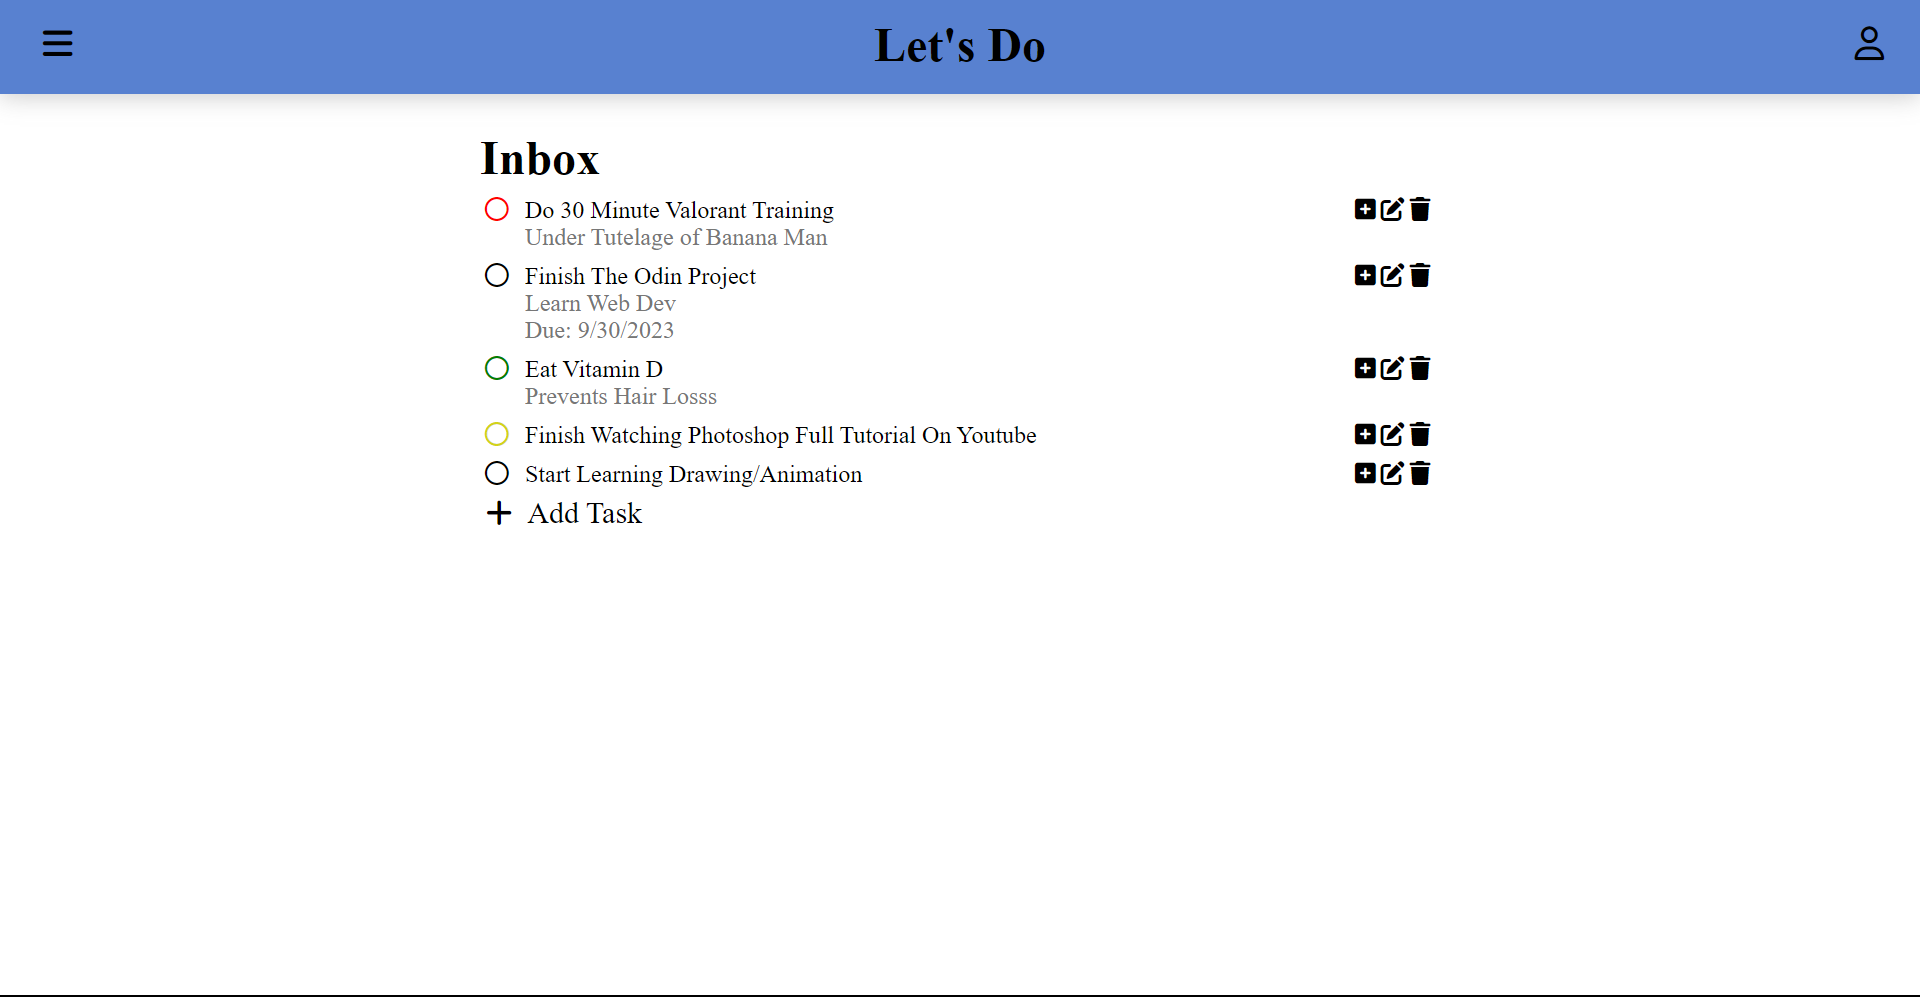 Let's Do
Inbox
Do 30 Minute Valorant Training
Under Tutelage of Banana Man
Finish The Odin Project
Learn Web Dev
Due: 9/30/2023
Eat Vitamin D
Prevents Hair Losss
Finish Watching Photoshop Full Tutorial On Youtube
Start Learning Drawing/Animation
Add Task